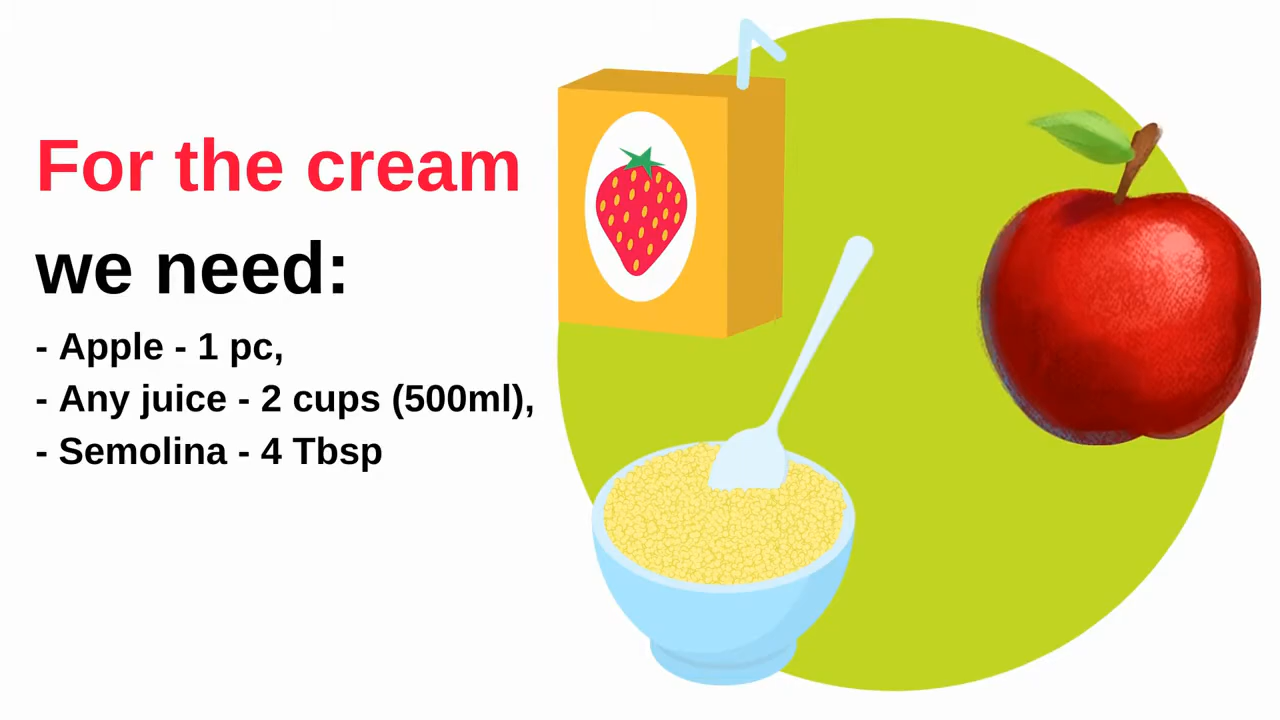 For the cream
we need:
- Apple - 1 pc,
- Any juice - 2 cups (500ml),
- Semolina - 4 Tbsp